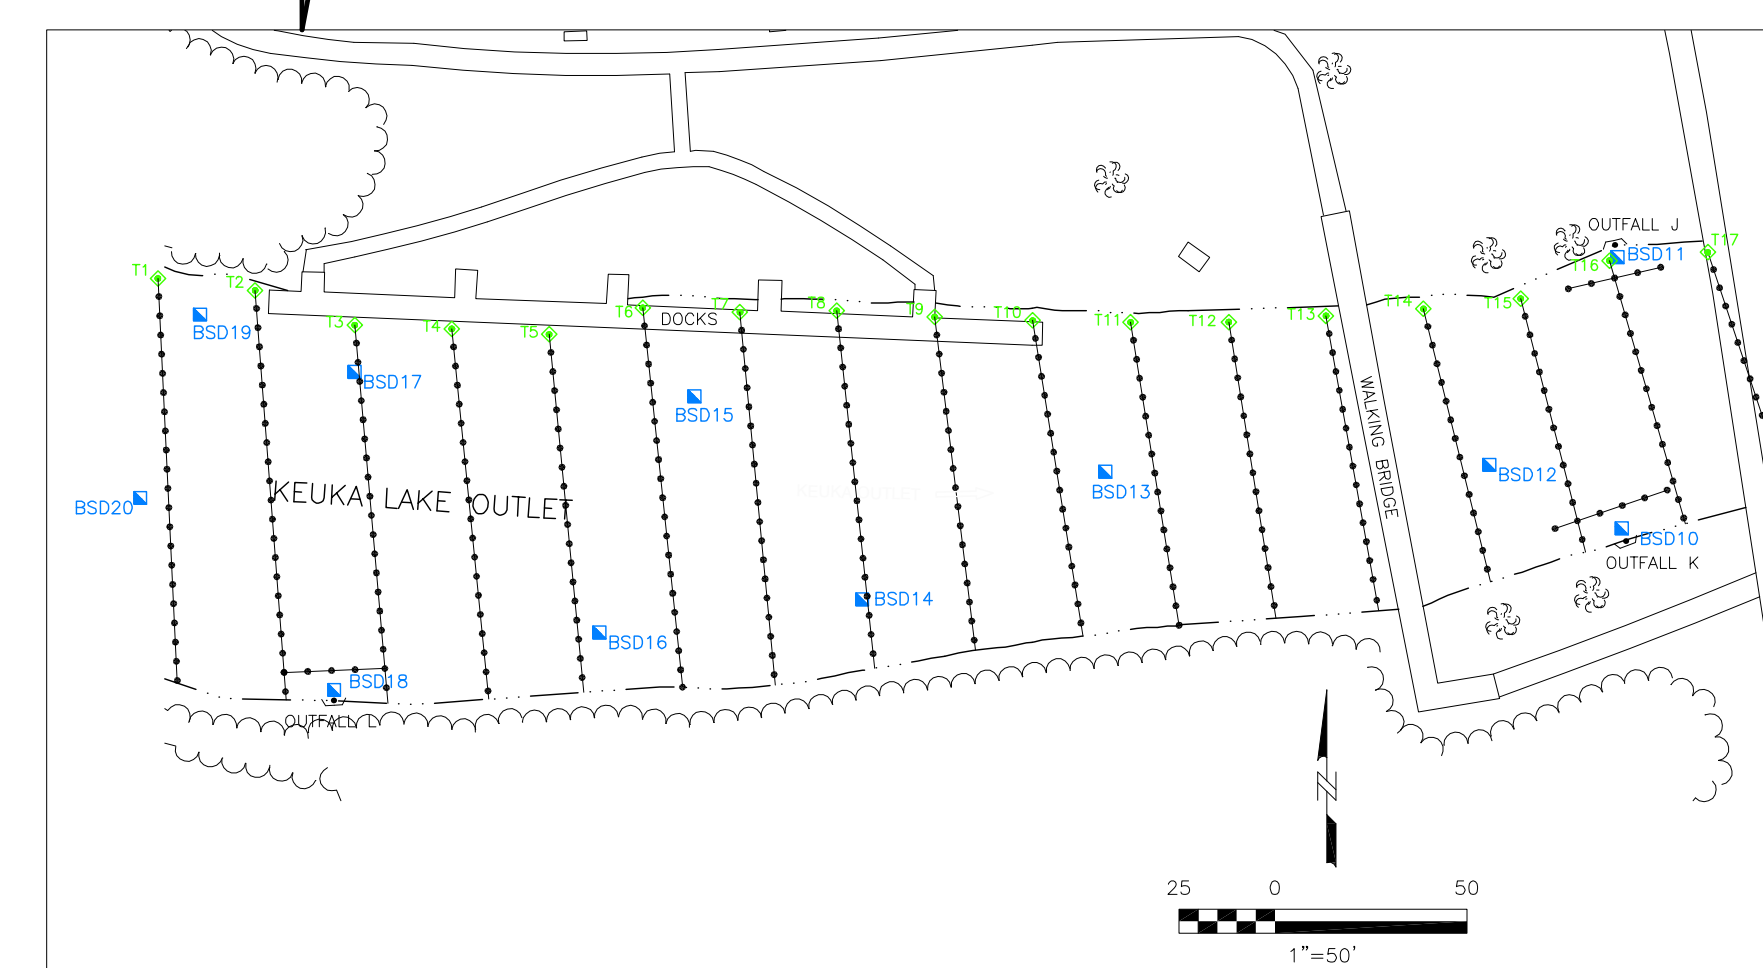 OUTFALL J
T17
BSD11
T16
T1
T2
T3
T4
T5
T6
T7
T8
T9
T10
T11
T12
T13
T14
T15
DOCKS
BSD19
BSD17
BSD15
WALKING BRIDGE
BSD20
KEUKA LAKE OUTLET
KEUKA OUTLET
BSD13
BSD12
BSD10
OUTFALL K
BSD14
BSD16
BSD18
OUTFALL L
N
25 0 50
1"=50'